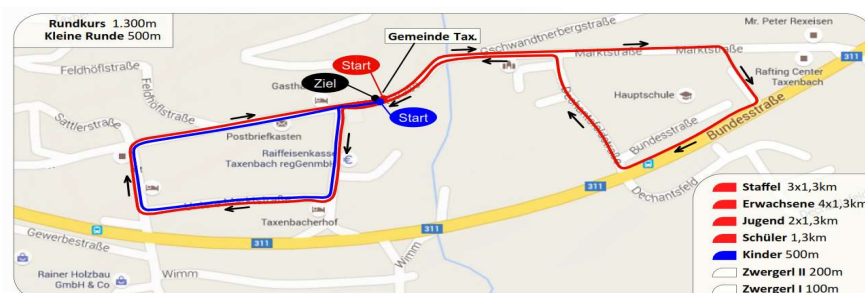 Rundkurs 1.300m
Kleine Runde 500m
Gemeinde Tax.
Start
Ziel
Start
Gschwandtnerbergstraße
Marktstraße
Marktstraße
Mr. Peter Rexeisen
Rafting Center
Taxenbach
Hauptschule
Dechantsfeldstraße
Bundesstraße
Bundesstraße
Dechantsfeld
Feldhöflstraße
Feldhöflstraße
Sattlerstraße
Gasth
Postbriefkasten
Raiffeisenkasse
Taxenbach regGenmbH
Taxenbacherhof
Gewerbestraße
Rainer Holzbau
GmbH & Co
Wimm
Wimm
311
311
311
311
Staffel 3x1,3km
Erwachsene 4x1,3km
Jugend 2x1,3km
Schüler 1,3km
Kinder 500m
Zwergerl II 200m
Zwergerl I 100m